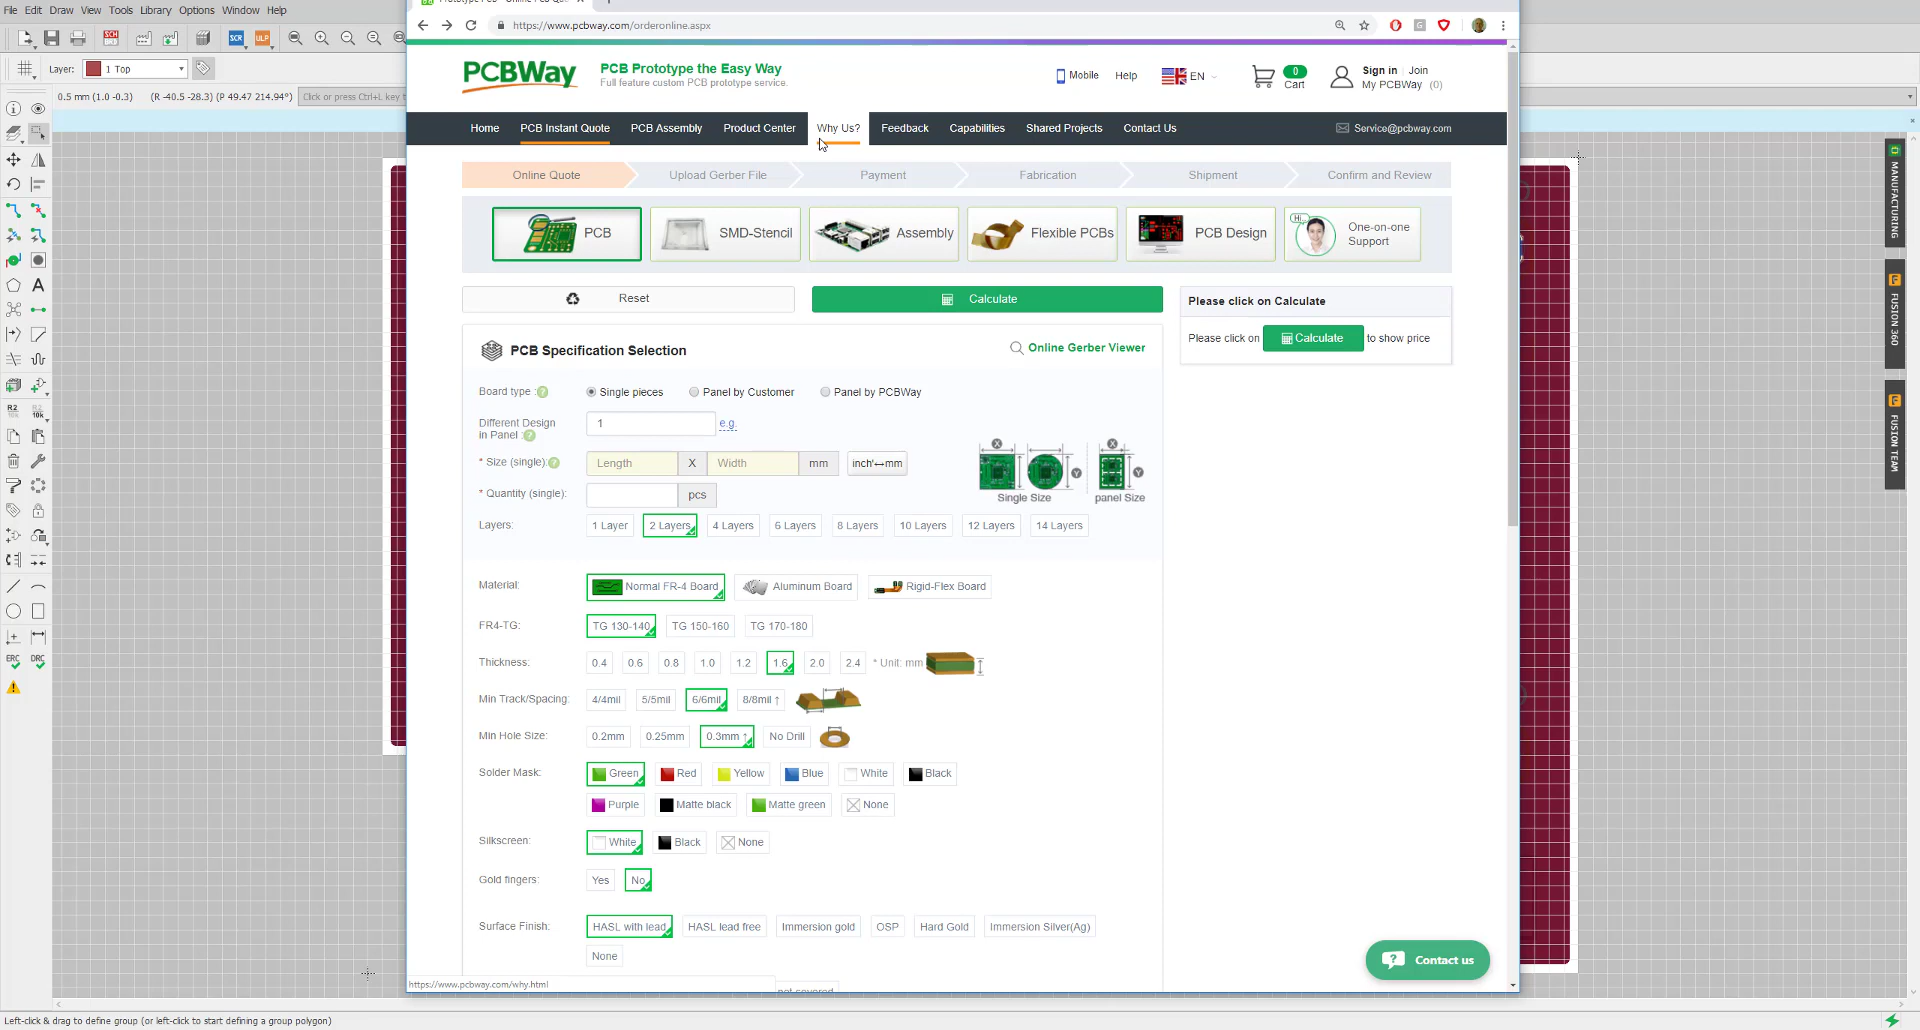 File Edit Draw View Tools Library Options Window Help
https://www.pcbway.com/orderonline.aspx
SCH SCR ULP
Layer: 1 Top
0.5 mm (1.0 -0.3) (R -40.5 -28.3) (P 49.47 214.94°) Click or press Ctrl+L key t
PCBWay PCB Prototype the Easy Way
Full feature custom PCB prototype service.
Mobile Help EN 0 Cart Sign in Join
My PCBWay (0)
Home PCB Instant Quote PCB Assembly Product Center Why Us? Feedback Capabilities Shared Projects Contact Us Service@pcbway.com
Online Quote Upload Gerber File Payment Fabrication Shipment Confirm and Review
PCB SMD-Stencil Assembly Flexible PCBs PCB Design Hi... One-on-one
Support
Reset Calculate
Please click on Calculate
Please click on Calculate to show price
PCB Specification Selection Online Gerber Viewer
Board type : ? Single pieces Panel by Customer Panel by PCBWay
Different Design
in Panel : ? 1 e.g.
* Size (single): ? Length X Width mm inch'↔mm
X Y X Y
Single Size panel Size
* Quantity (single): pcs
Layers: 1 Layer 2 Layers 4 Layers 6 Layers 8 Layers 10 Layers 12 Layers 14 Layers
Material: Normal FR-4 Board Aluminum Board Rigid-Flex Board
FR4-TG: TG 130-140 TG 150-160 TG 170-180
Thickness: 0.4 0.6 0.8 1.0 1.2 1.6 2.0 2.4 * Unit: mm
Min Track/Spacing: 4/4mil 5/5mil 6/6mil 8/8mil ↑
Min Hole Size: 0.2mm 0.25mm 0.3mm ↑ No Drill
Solder Mask: Green Red Yellow Blue White Black
Purple Matte black Matte green None
Silkscreen: White Black None
Gold fingers: Yes No
Surface Finish: HASL with lead HASL lead free Immersion gold OSP Hard Gold Immersion Silver(Ag)
None
Contact us
https://www.pcbway.com/why.html
R2 R2
10k 10k
ERC DRC
MANUFACTURING
FUSION 360
FUSION TEAM
Left-click & drag to define group (or left-click to start defining a group polygon)